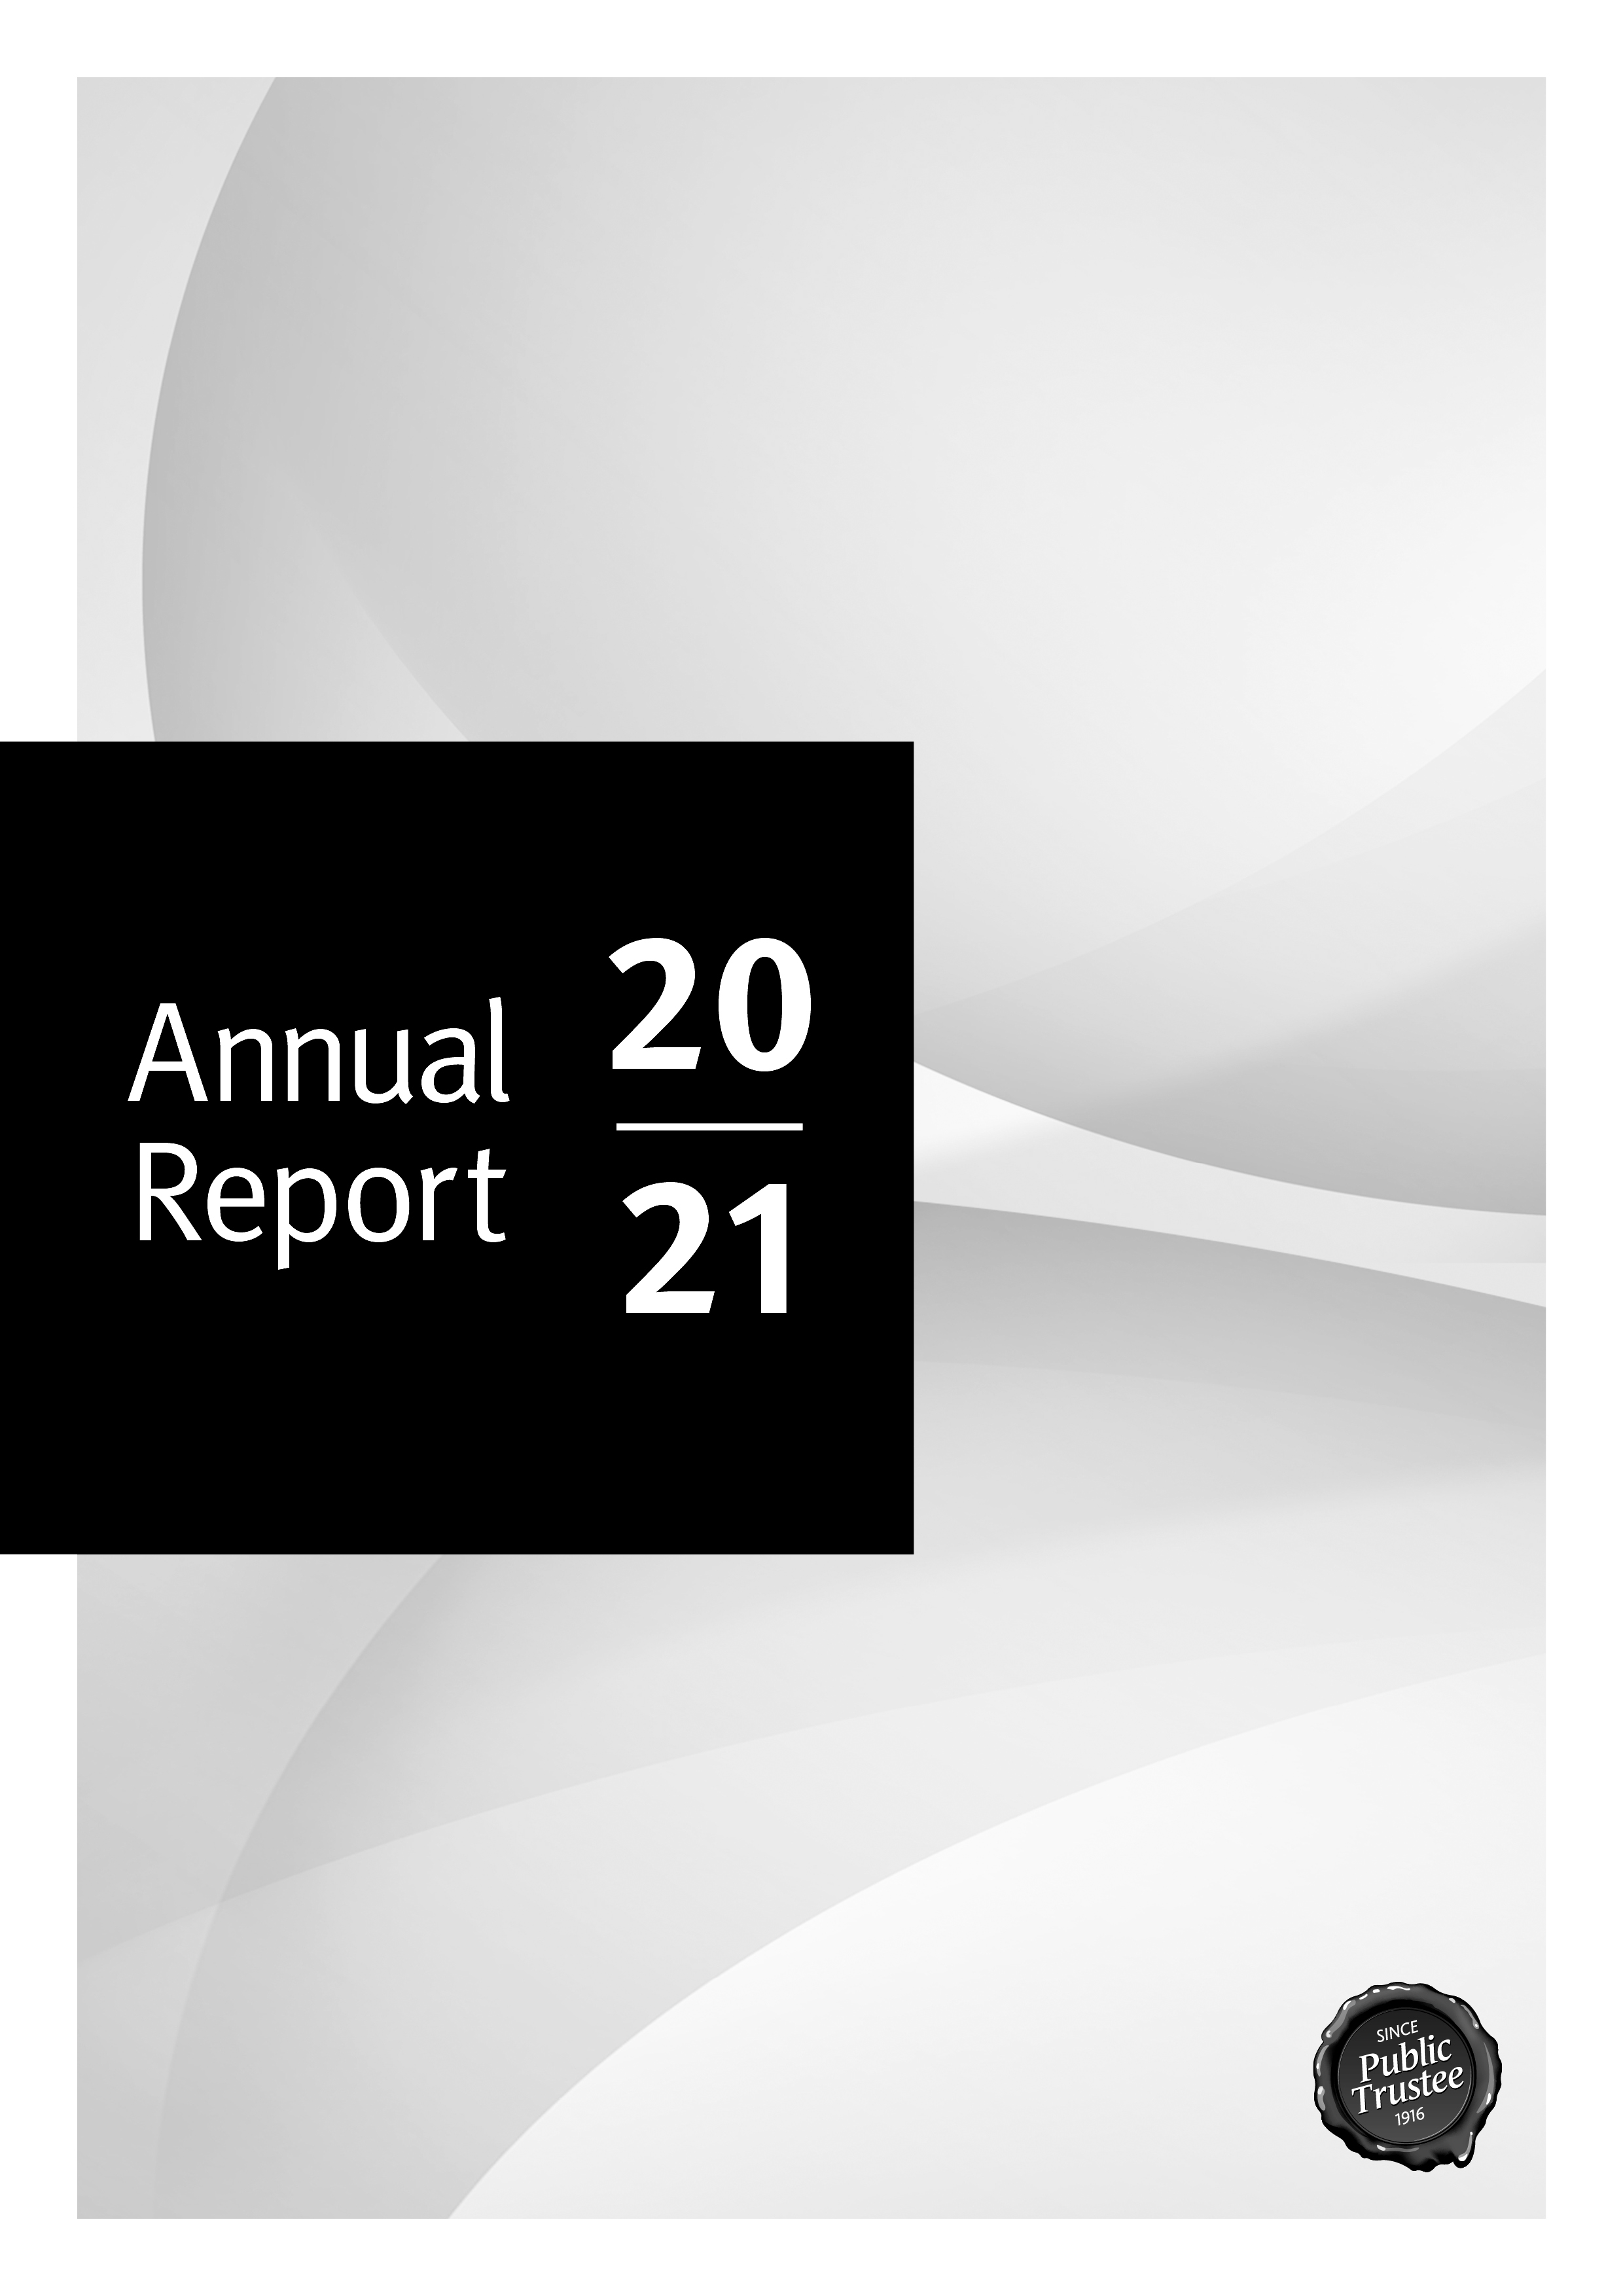 Annual
Report
20
21
SINCE
Public
Trustee
1916